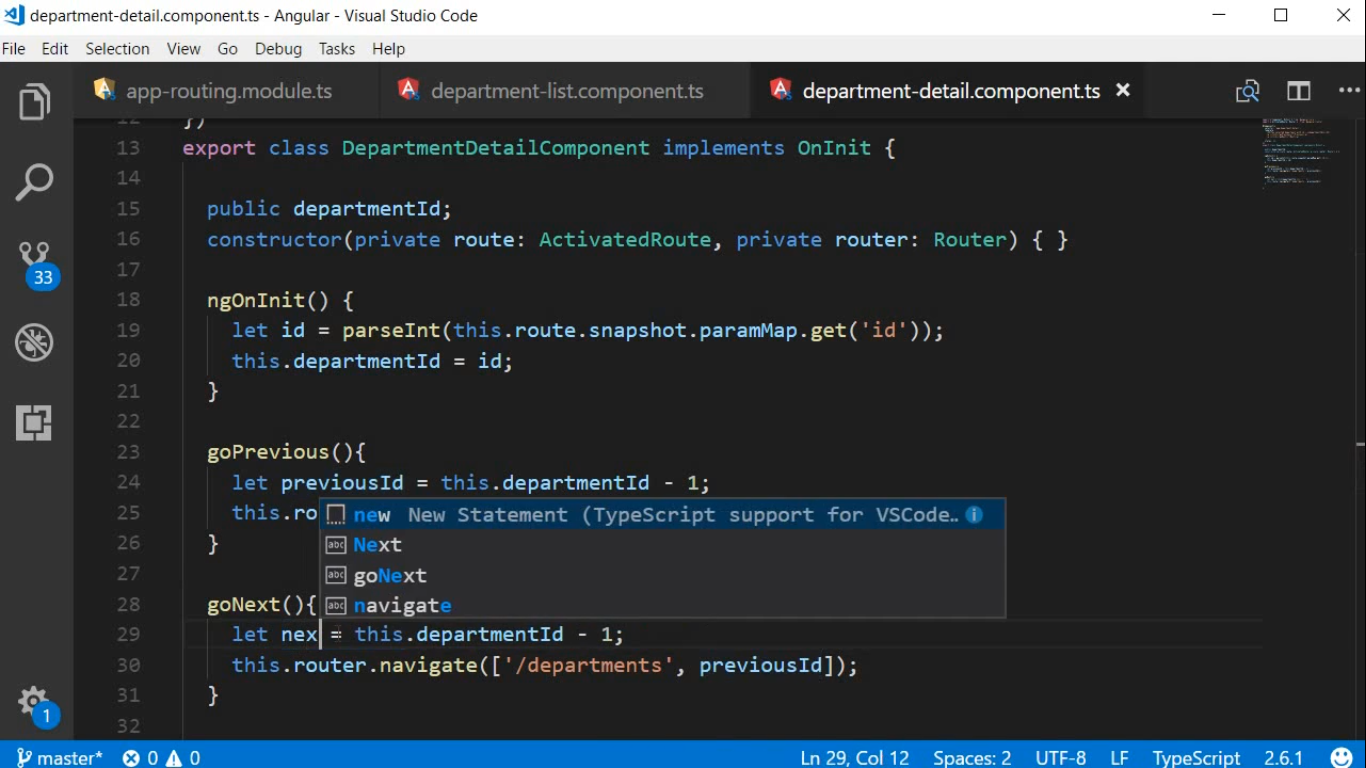 department-detail.component.ts - Angular - Visual Studio Code
File Edit Selection View Go Debug Tasks Help
app-routing.module.ts department-list.component.ts department-detail.component.ts
12 })
13 export class DepartmentDetailComponent implements OnInit {
14
15 public departmentId;
16 constructor(private route: ActivatedRoute, private router: Router) { }
17
18 ngOnInit() {
19 let id = parseInt(this.route.snapshot.paramMap.get('id'));
20 this.departmentId = id;
21 }
22
33
23 goPrevious(){
24 let previousId = this.departmentId - 1;
25 this.ro
new New Statement (TypeScript support for VSCode…
26 }
Next
27
goNext
28 goNext(){
navigate
29 let nex = this.departmentId - 1;
30 this.router.navigate(['/departments', previousId]);
31 }
32
1
master* 0 0 Ln 29, Col 12 Spaces: 2 UTF-8 LF TypeScript 2.6.1